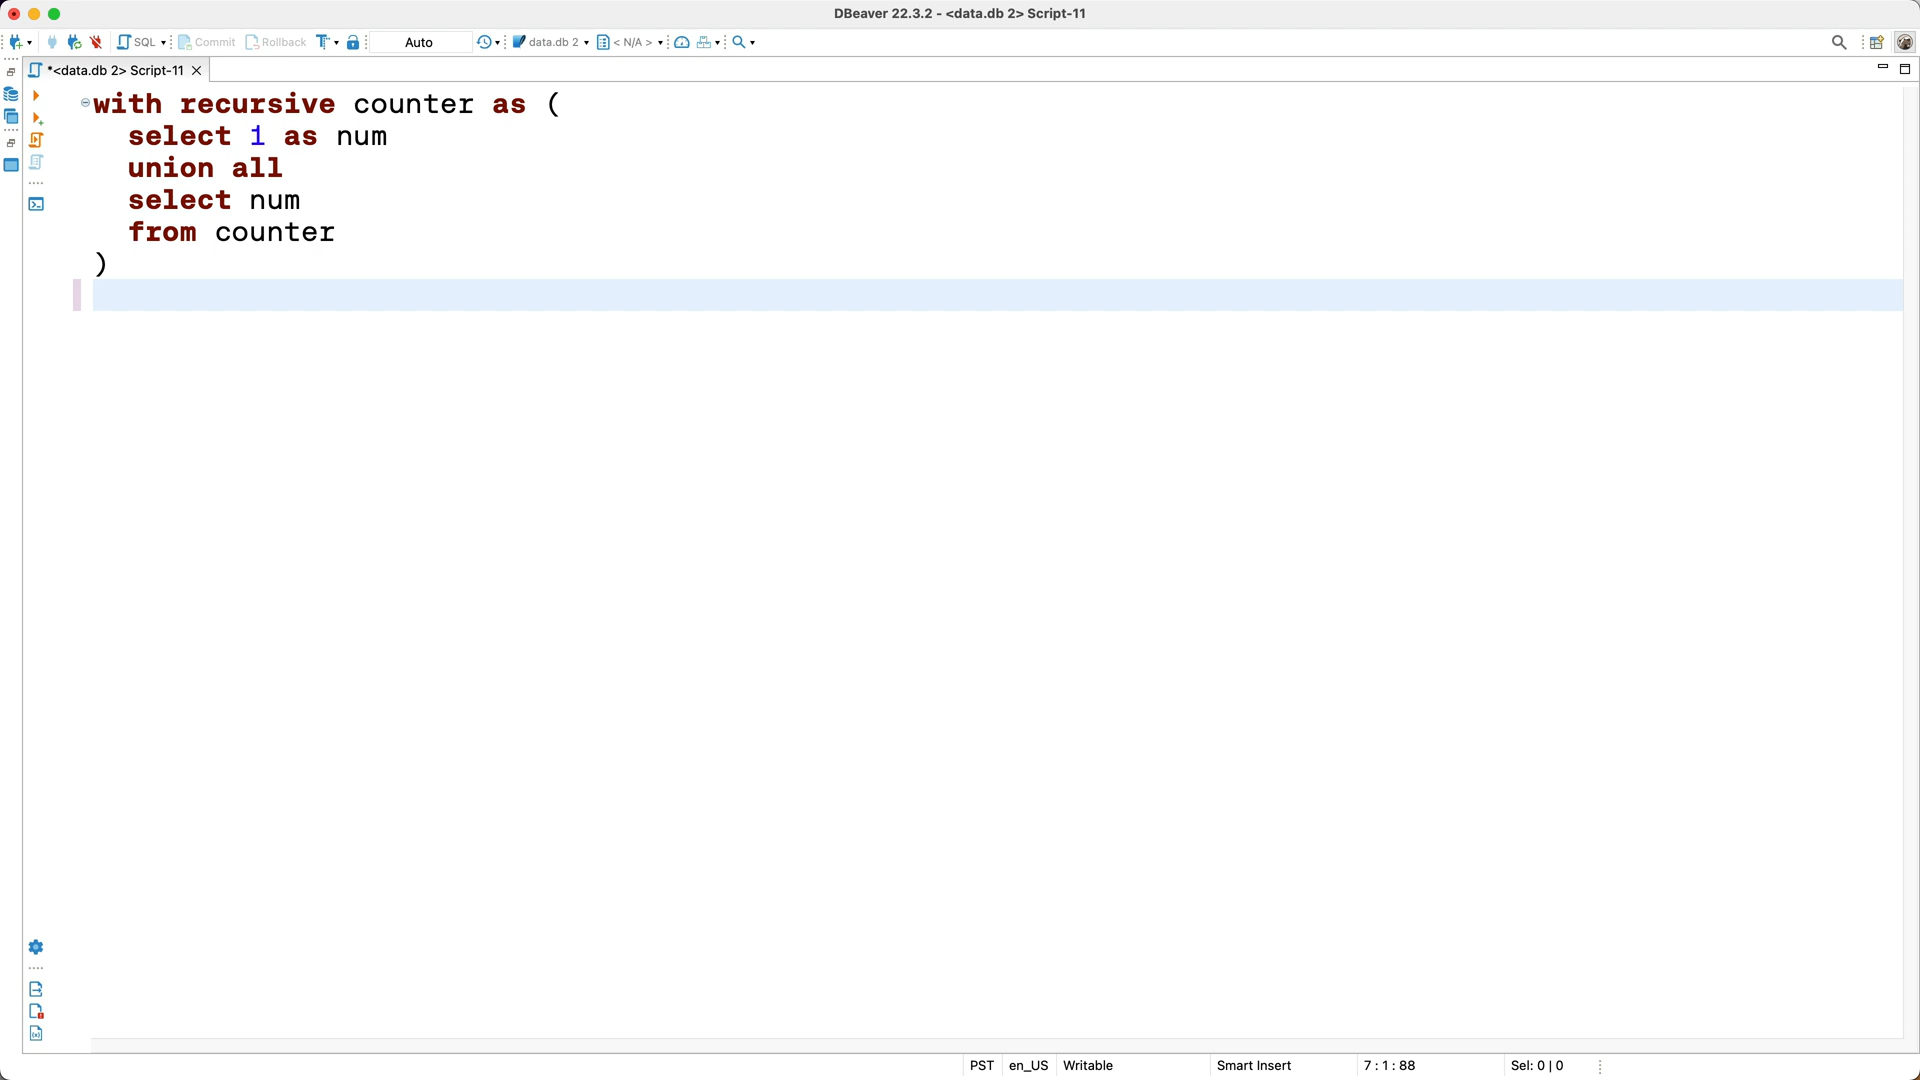 DBeaver 22.3.2 - <data.db 2> Script-11
SQL Commit Rollback Auto data.db 2 < N/A >
*<data.db 2> Script-11
with recursive counter as (
select 1 as num
union all
select num
from counter
)
PST en_US Writable Smart Insert 7 : 1 : 88 Sel: 0 | 0